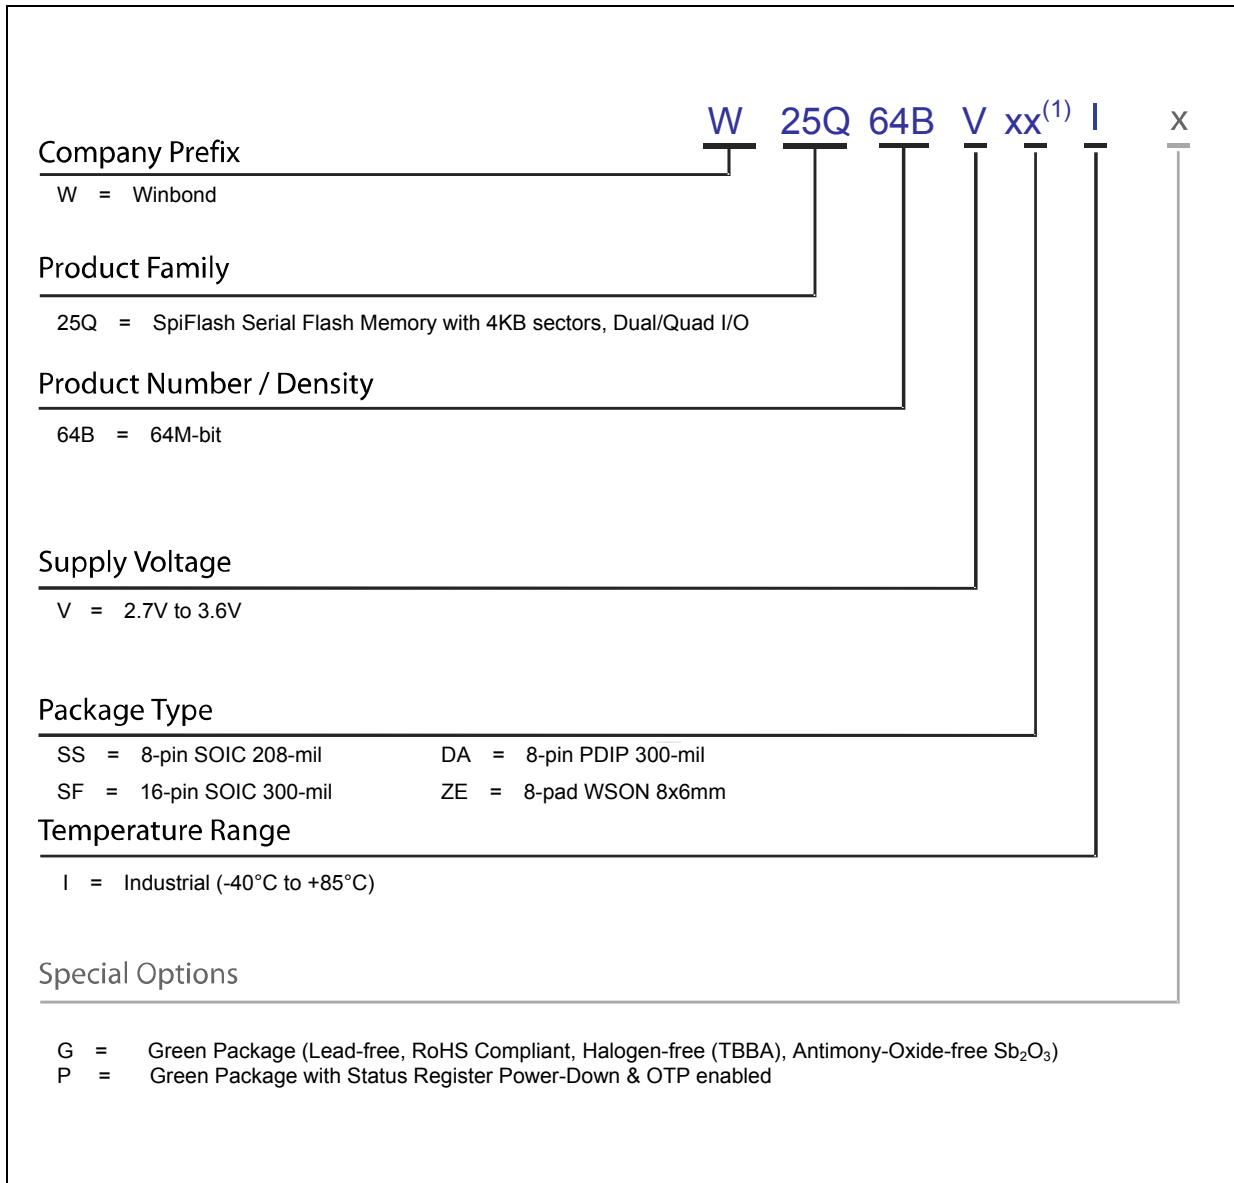 W 25Q 64B V xx(1) I x
Company Prefix
W = Winbond
Product Family
25Q = SpiFlash Serial Flash Memory with 4KB sectors, Dual/Quad I/O
Product Number / Density
64B = 64M-bit
Supply Voltage
V = 2.7V to 3.6V
Package Type
SS = 8-pin SOIC 208-mil DA = 8-pin PDIP 300-mil
SF = 16-pin SOIC 300-mil ZE = 8-pad WSON 8x6mm
Temperature Range
I = Industrial (-40°C to +85°C)
Special Options
G = Green Package (Lead-free, RoHS Compliant, Halogen-free (TBBA), Antimony-Oxide-free Sb₂O₃)
P = Green Package with Status Register Power-Down & OTP enabled